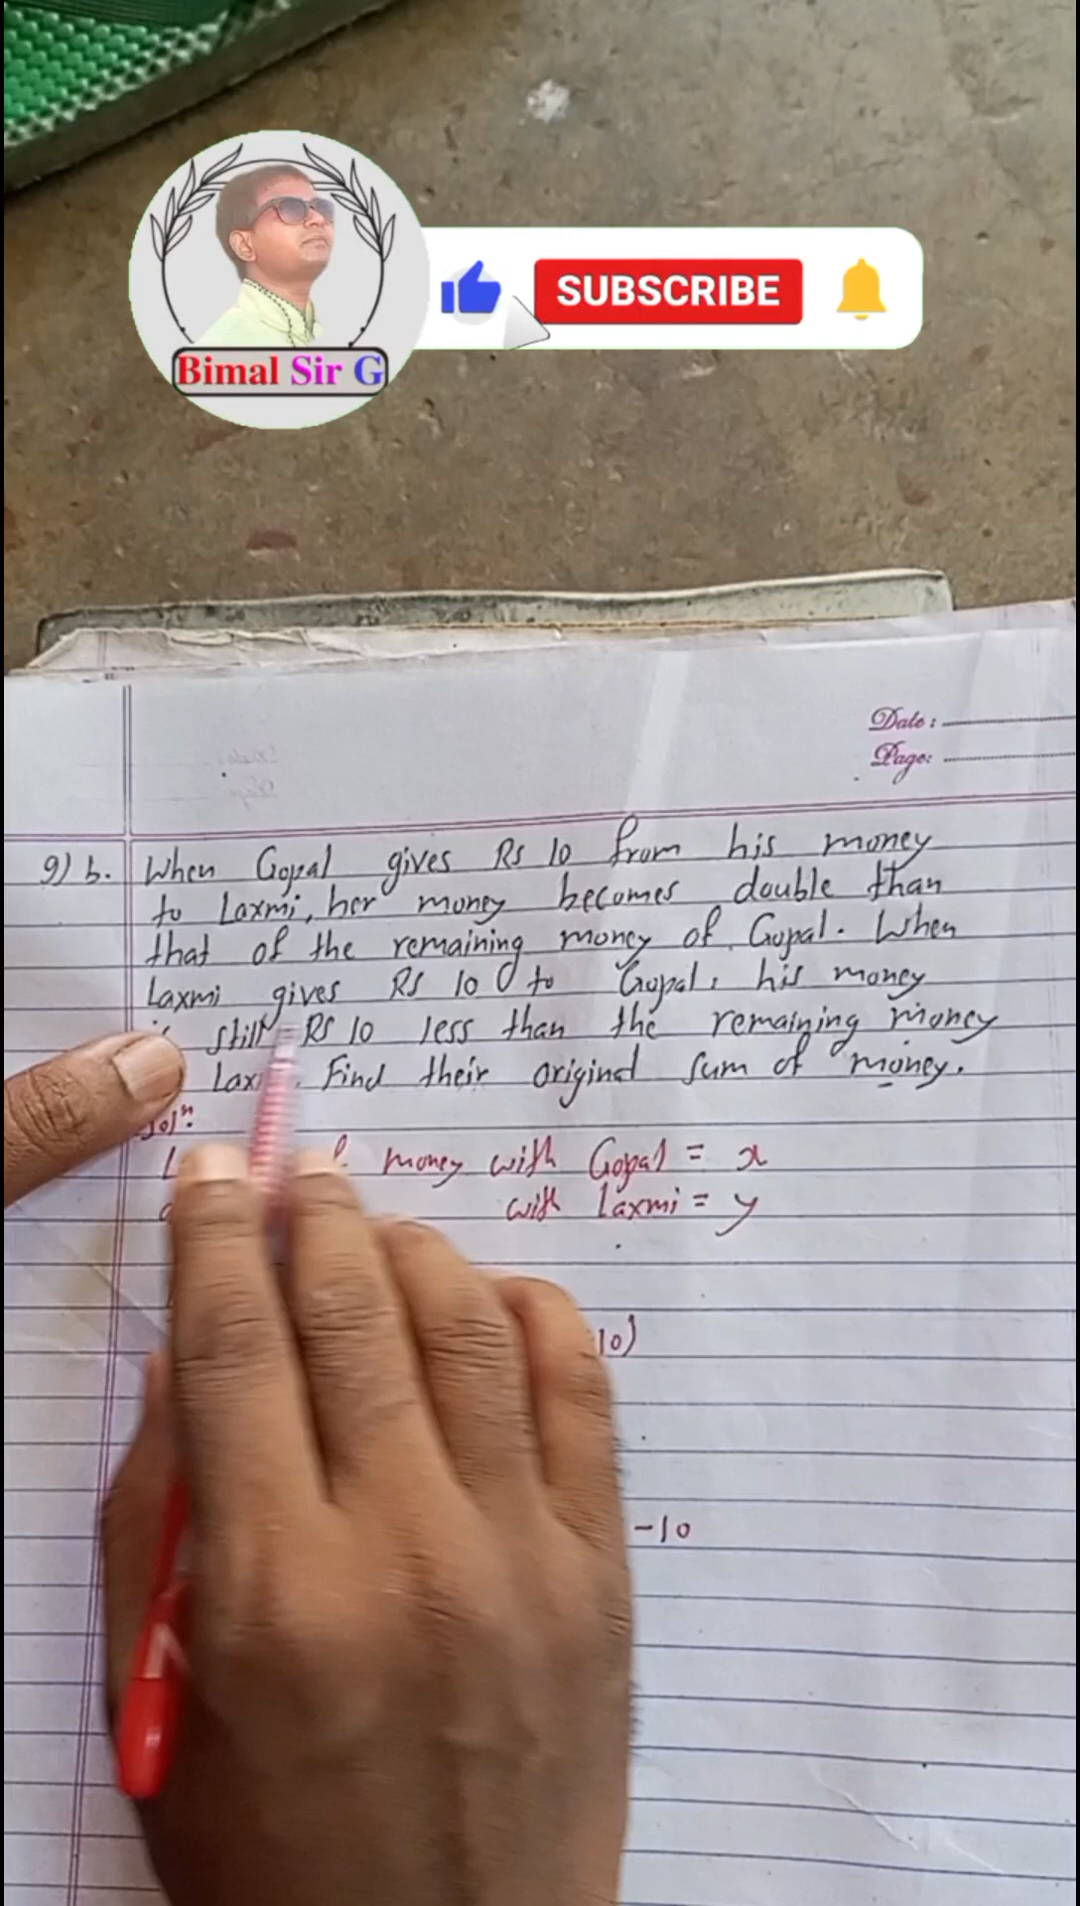 Bimal Sir G
SUBSCRIBE
Date:
Page:
9) b. When Gopal gives Rs 10 from his money
to Laxmi, her money becomes double than
that of the remaining money of Gopal. When
Laxmi gives Rs 10 to Gopal, his money
still Rs 10 less than the remaining money
Find their original sum of money.
Solⁿ:
money with Gopal = x
with Laxmi = y
10)
-10